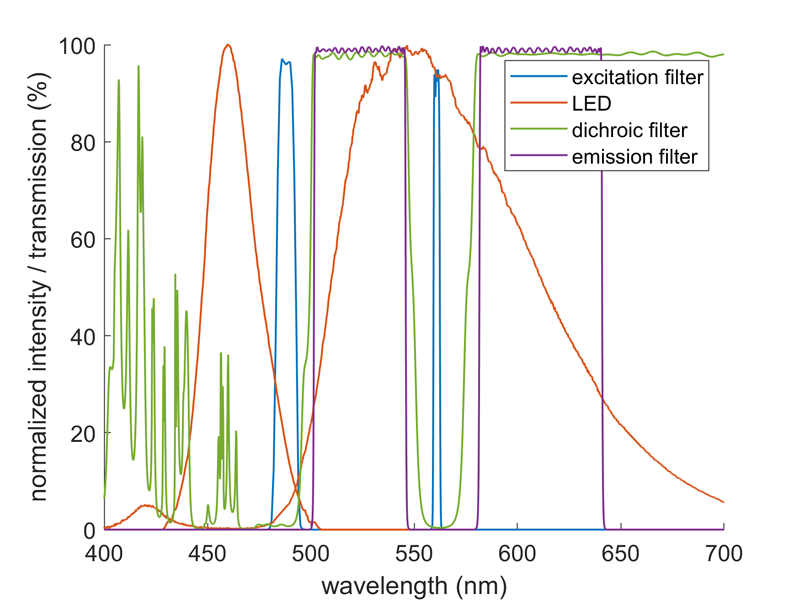 normalized intensity / transmission (%)
100
80
60
40
20
0
excitation filter
LED
dichroic filter
emission filter
400
450
500
550
600
650
700
wavelength (nm)